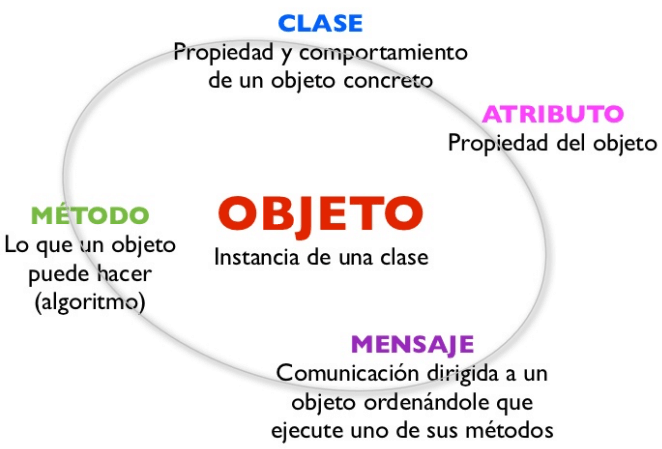 CLASE
Propiedad y comportamiento
de un objeto concreto
ATRIBUTO
Propiedad del objeto
MÉTODO
Lo que un objeto
puede hacer
(algoritmo)
OBJETO
Instancia de una clase
MENSAJE
Comunicación dirigida a un
objeto ordenándole que
ejecute uno de sus métodos